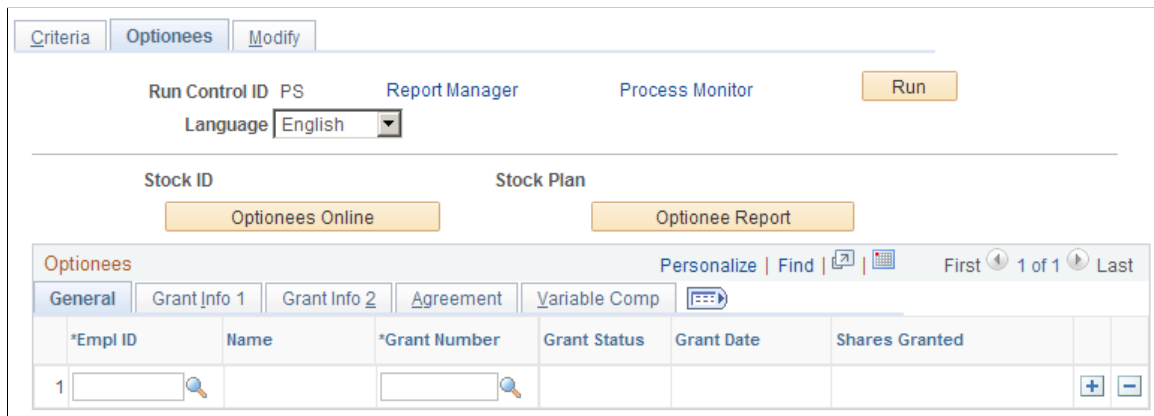 Criteria Optionees Modify
Run Control ID PS Report Manager Process Monitor Run
Language English
Stock ID Stock Plan
Optionees Online Optionee Report
Optionees Personalize | Find | | First 1 of 1 Last
General Grant Info 1 Grant Info 2 Agreement Variable Comp
*Empl ID Name *Grant Number Grant Status Grant Date Shares Granted
1